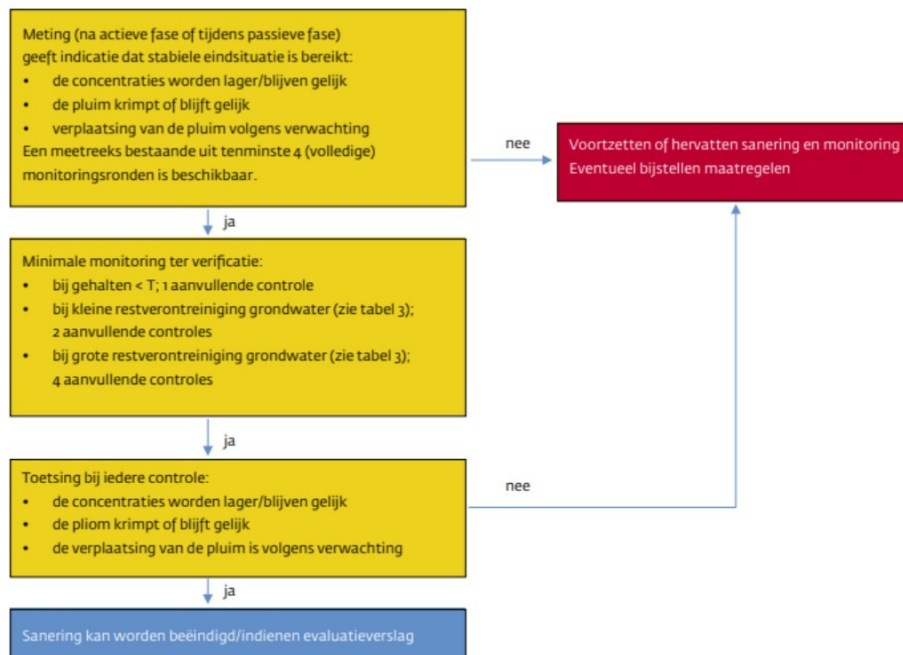 Meting (na actieve fase of tijdens passieve fase)
geeft indicatie dat stabiele eindsituatie is bereikt:
• de concentraties worden lager/blijven gelijk
• de pluim krimpt of blijft gelijk
• verplaatsing van de pluim volgens verwachting
Een meetreeks bestaande uit tenminste 4 (volledige)
monitoringsronden is beschikbaar.
nee
Voortzetten of hervatten sanering en monitoring
Eventueel bijstellen maatregelen
ja
Minimale monitoring ter verificatie:
• bij gehalten < T; 1 aanvullende controle
• bij kleine restverontreiniging grondwater (zie tabel 3);
2 aanvullende controles
• bij grote restverontreiniging grondwater (zie tabel 3);
4 aanvullende controles
ja
Toetsing bij iedere controle:
• de concentraties worden lager/blijven gelijk
• de pliom krimpt of blijft gelijk
• de verplaatsing van de pluim is volgens verwachting
nee
ja
Sanering kan worden beëindigd/indienen evaluatieverslag